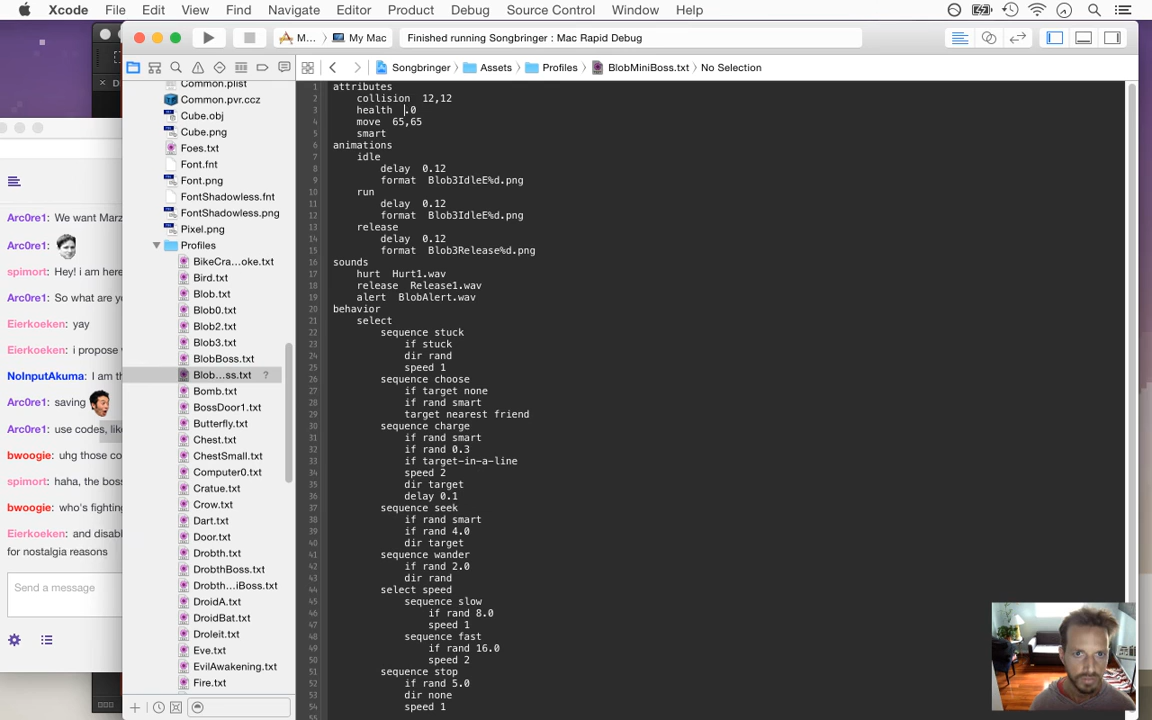 Xcode File Edit View Find Navigate Editor Product Debug Source Control Window Help
M... My Mac Finished running Songbringer : Mac Rapid Debug
Songbringer Assets Profiles BlobMiniBoss.txt No Selection
Common.plist
Common.pvr.ccz
Cube.obj
Cube.png
Foes.txt
Font.fnt
Font.png
FontShadowless.fnt
FontShadowless.png
Pixel.png
Profiles
BikeCra...oke.txt
Bird.txt
Blob.txt
Blob0.txt
Blob2.txt
Blob3.txt
BlobBoss.txt
Blob...ss.txt ?
Bomb.txt
BossDoor1.txt
Butterfly.txt
Chest.txt
ChestSmall.txt
Computer0.txt
Cratue.txt
Crow.txt
Dart.txt
Door.txt
Drobth.txt
DrobthBoss.txt
Drobth...iBoss.txt
DroidA.txt
DroidBat.txt
Droleit.txt
Eve.txt
EvilAwakening.txt
Fire.txt
1 attributes
2 collision 12,12
3 health .0
4 move 65,65
5 smart
6 animations
7 idle
8 delay 0.12
9 format Blob3IdleE%d.png
10 run
11 delay 0.12
12 format Blob3IdleE%d.png
13 release
14 delay 0.12
15 format Blob3Release%d.png
16 sounds
17 hurt Hurt1.wav
18 release Release1.wav
19 alert BlobAlert.wav
20 behavior
21 select
22 sequence stuck
23 if stuck
24 dir rand
25 speed 1
26 sequence choose
27 if target none
28 if rand smart
29 target nearest friend
30 sequence charge
31 if rand smart
32 if rand 0.3
33 if target-in-a-line
34 speed 2
35 dir target
36 delay 0.1
37 sequence seek
38 if rand smart
39 if rand 4.0
40 dir target
41 sequence wander
42 if rand 2.0
43 dir rand
44 select speed
45 sequence slow
46 if rand 8.0
47 speed 1
48 sequence fast
49 if rand 16.0
50 speed 2
51 sequence stop
52 if rand 5.0
53 dir none
54 speed 1
Arc0re1: We want Marz
Arc0re1:
spimort: Hey! i am here
Arc0re1: So what are y
Eierkoeken: yay
Eierkoeken: i propose
NoInputAkuma: I am th
Arc0re1: saving
Arc0re1: use codes, lik
bwoogie: uhg those co
spimort: haha, the bos
bwoogie: who's fightin
Eierkoeken: and disabl
for nostalgia reasons
Send a message